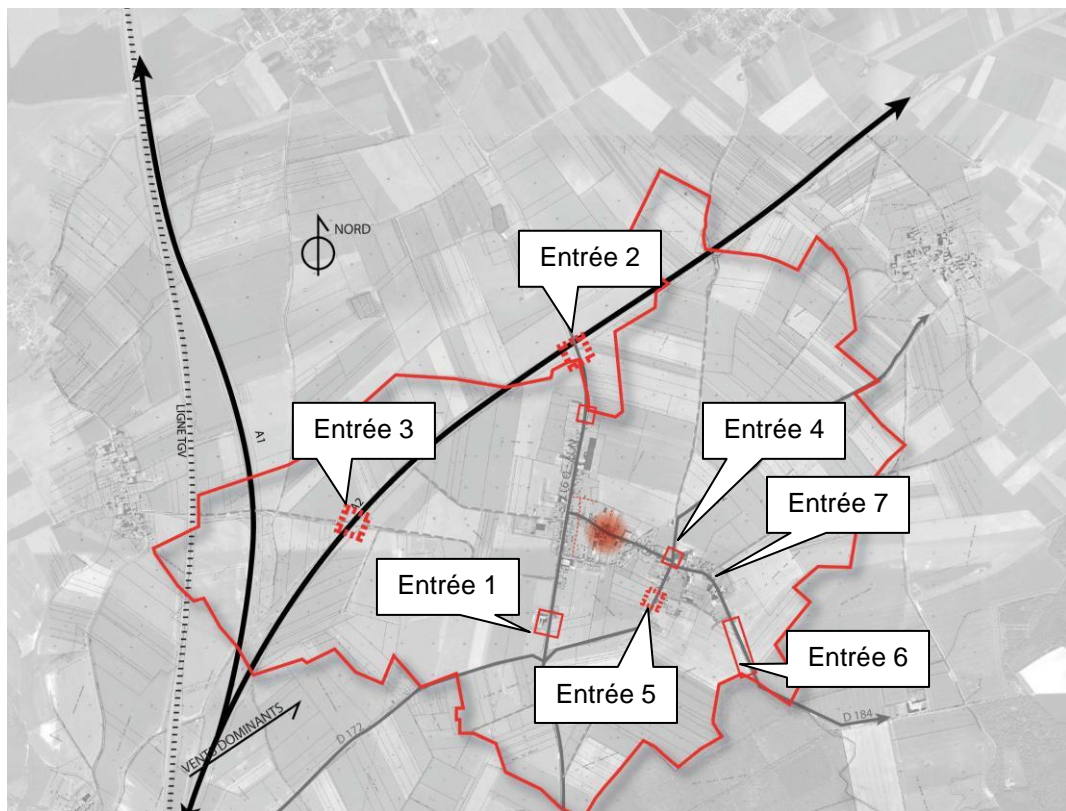 NORD
Entrée 2
LIGNE TGV
A1
Entrée 3
A2
Entrée 4
Entrée 7
Entrée 1
Entrée 6
Entrée 5
VENTS DOMINANTS
D 172
D 184